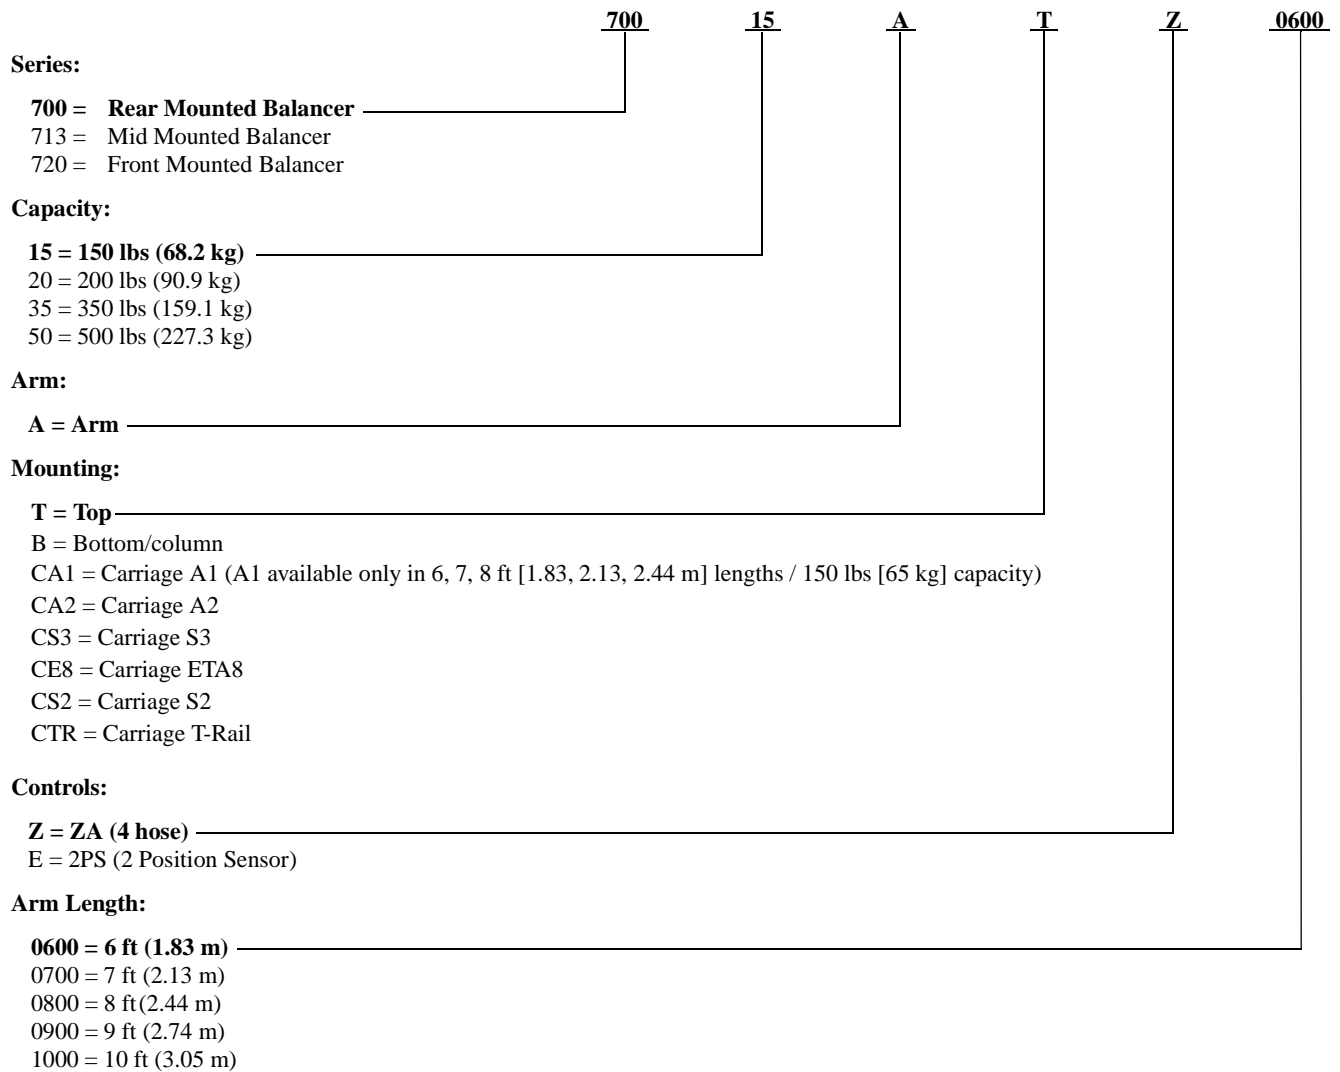 700 15 A T Z 0600
Series:
700 = Rear Mounted Balancer
713 = Mid Mounted Balancer
720 = Front Mounted Balancer
Capacity:
15 = 150 lbs (68.2 kg)
20 = 200 lbs (90.9 kg)
35 = 350 lbs (159.1 kg)
50 = 500 lbs (227.3 kg)
Arm:
A = Arm
Mounting:
T = Top
B = Bottom/column
CA1 = Carriage A1 (A1 available only in 6, 7, 8 ft [1.83, 2.13, 2.44 m] lengths / 150 lbs [65 kg] capacity)
CA2 = Carriage A2
CS3 = Carriage S3
CE8 = Carriage ETA8
CS2 = Carriage S2
CTR = Carriage T-Rail
Controls:
Z = ZA (4 hose)
E = 2PS (2 Position Sensor)
Arm Length:
0600 = 6 ft (1.83 m)
0700 = 7 ft (2.13 m)
0800 = 8 ft (2.44 m)
0900 = 9 ft (2.74 m)
1000 = 10 ft (3.05 m)